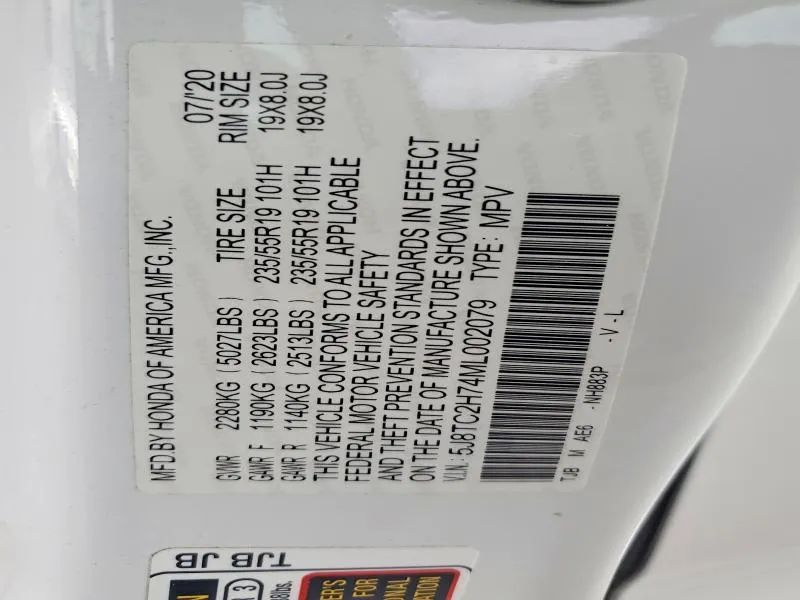 MFD.BY HONDA OF AMERICA MFG.,INC. 07/'20
GVWR 2280KG (5027LBS) TIRE SIZE RIM SIZE
GAWR F 1190KG (2623LBS) 235/55R19 101H 19X8.0J
GAWR R 1140KG (2513LBS) 235/55R19 101H 19X8.0J
THIS VEHICLE CONFORMS TO ALL APPLICABLE
FEDERAL MOTOR VEHICLE SAFETY
AND THEFT PREVENTION STANDARDS IN EFFECT
ON THE DATE OF MANUFACTURE SHOWN ABOVE.
V.I.N.: 5J8TC2H74ML002079 TYPE: MPV
TJB M AE6 -NH883P -V-L
TJB JB